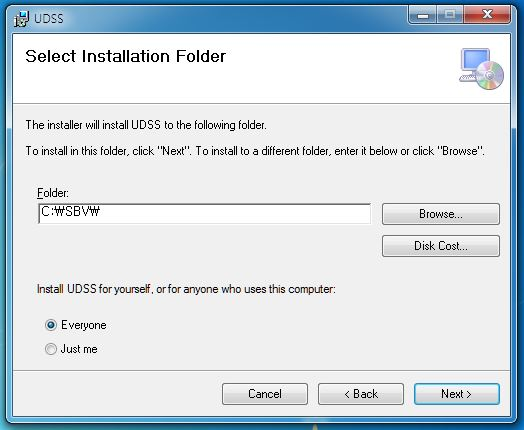 UDSS
Select Installation Folder
The installer will install UDSS to the following folder.
To install in this folder, click "Next". To install to a different folder, enter it below or click "Browse".
Folder:
C:₩SBV₩
Browse...
Disk Cost...
Install UDSS for yourself, or for anyone who uses this computer:
Everyone
Just me
Cancel
< Back
Next >